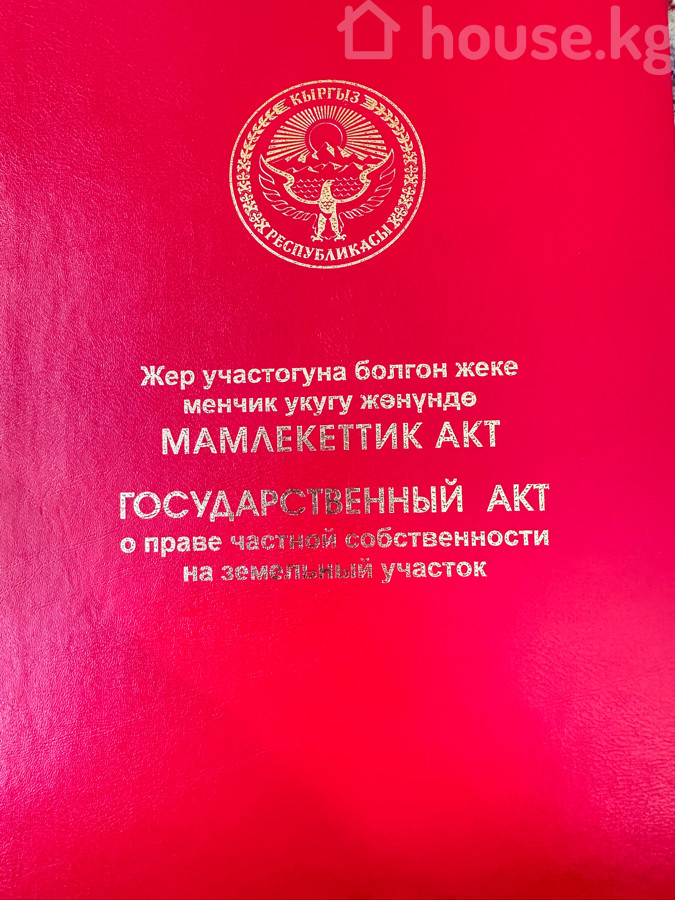 house.kg
КЫРГЫЗ
РЕСПУБЛИКАСЫ
Жер участогуна болгон жеке
менчик укугу жөнүндө
МАМЛЕКЕТТИК АКТ
ГОСУДАРСТВЕННЫЙ АКТ
о праве частной собственности
на земельный участок